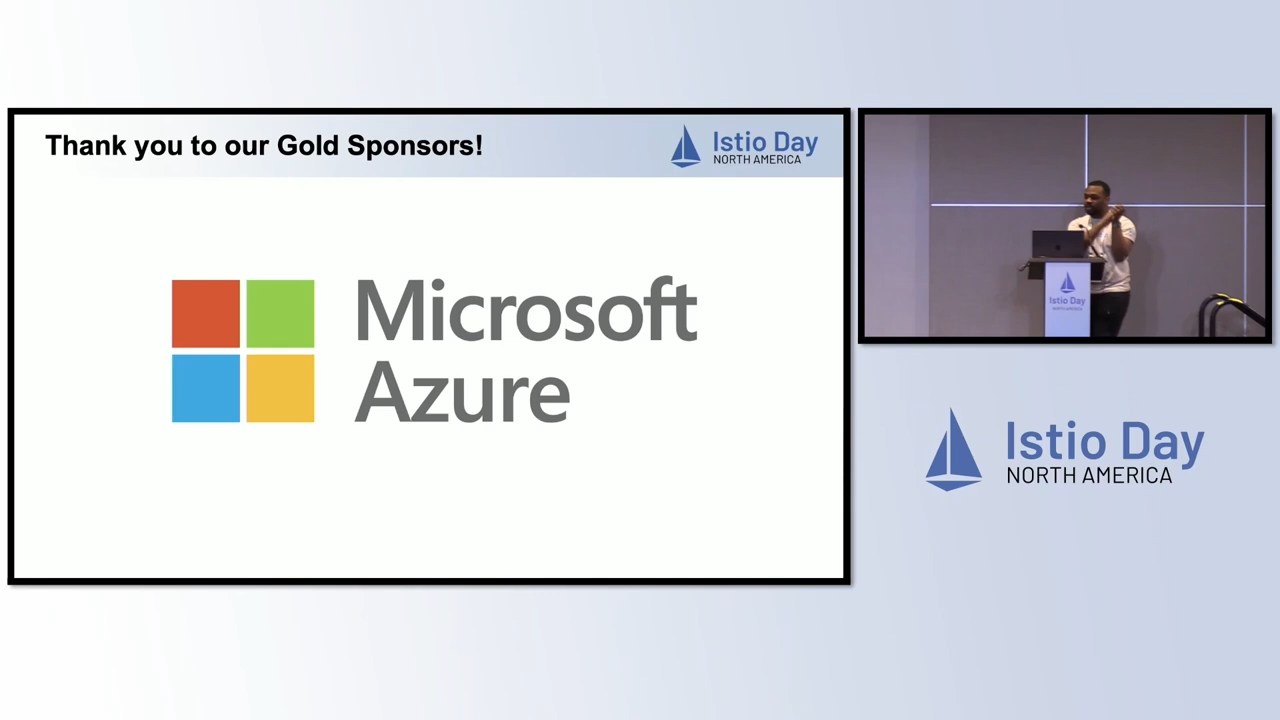 Thank you to our Gold Sponsors!
Istio Day
NORTH AMERICA
Microsoft
Azure
Istio Day
NORTH AMERICA
Istio Day
NORTH AMERICA